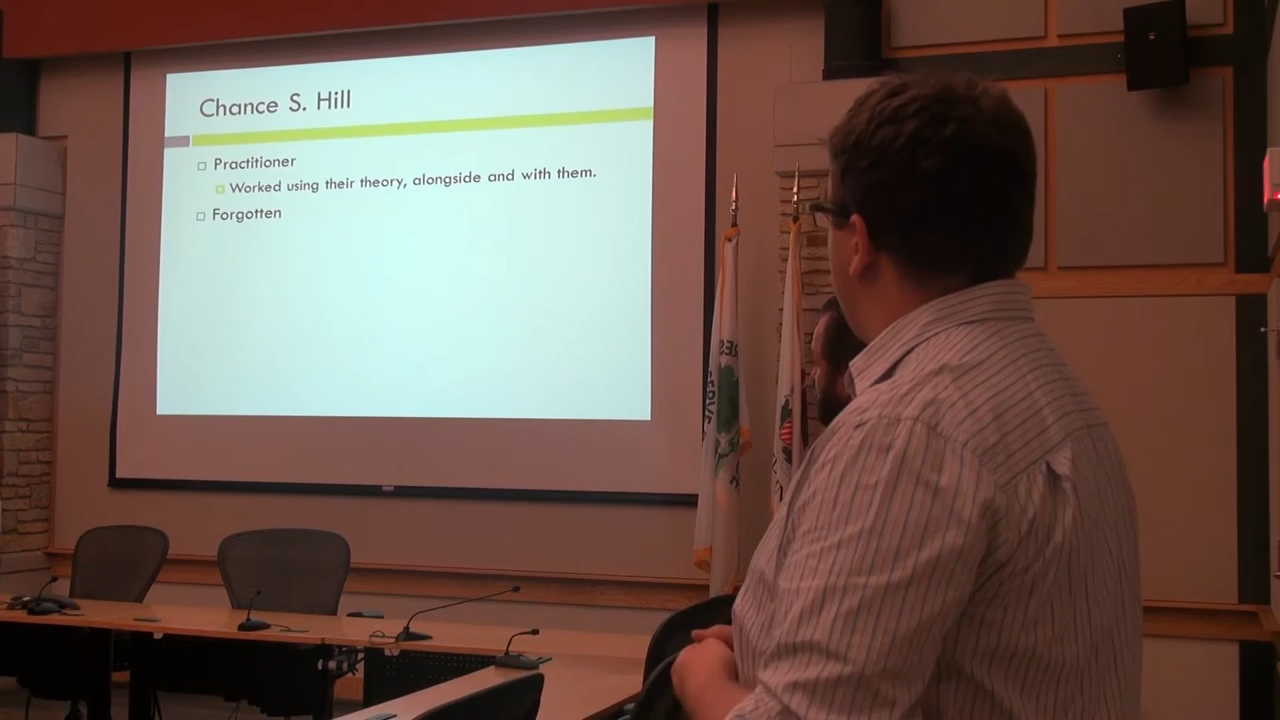 Chance S. Hill
Practitioner
Worked using their theory, alongside and with them.
Forgotten